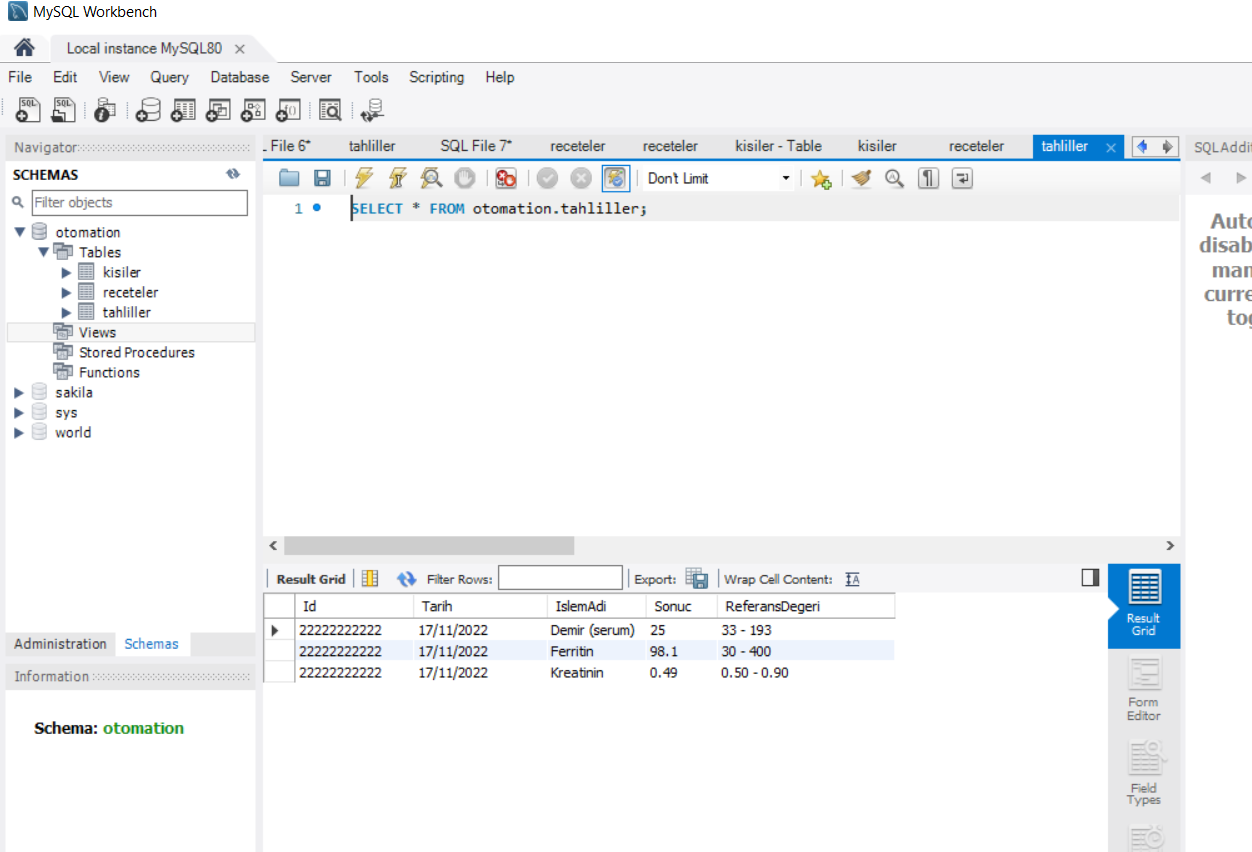 MySQL Workbench
Local instance MySQL80
File Edit View Query Database Server Tools Scripting Help
Navigator
SCHEMAS
Filter objects
otomation
Tables
kisiler
receteler
tahliller
Views
Stored Procedures
Functions
sakila
sys
world
Administration Schemas
Information
Schema: otomation
File 6* tahliller SQL File 7* receteler receteler kisiler - Table kisiler receteler tahliller
Don't Limit
1 SELECT * FROM otomation.tahliller;
Result Grid Filter Rows: Export: Wrap Cell Content:
Id Tarih IslemAdi Sonuc ReferansDegeri
22222222222 17/11/2022 Demir (serum) 25 33 - 193
22222222222 17/11/2022 Ferritin 98.1 30 - 400
22222222222 17/11/2022 Kreatinin 0.49 0.50 - 0.90
Result
Grid
Form
Editor
Field
Types
SQLAddit
Auto
disab
man
curre
tog